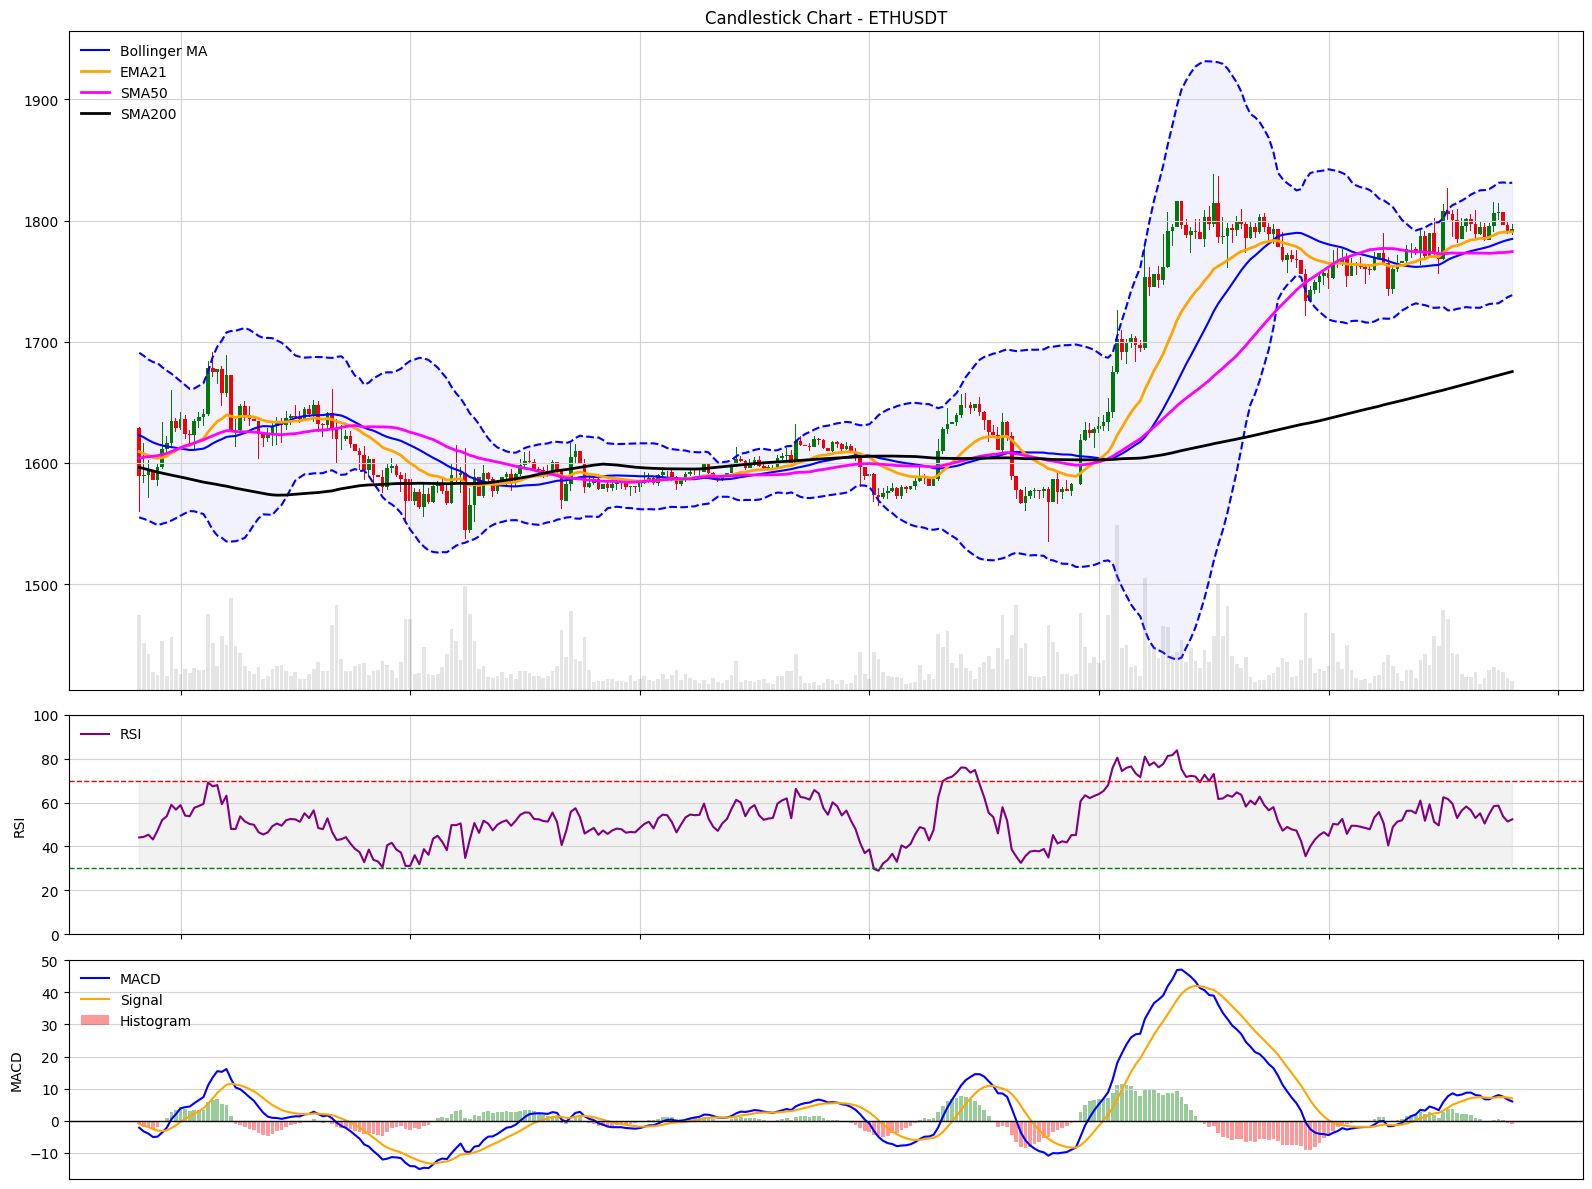 Candlestick Chart - ETHUSDT
Bollinger MA
EMA21
SMA50
SMA200
1900
1800
1700
1600
1500
100
80
60
40
20
0
RSI
RSI
50
40
30
20
10
0
−10
MACD
MACD
Signal
Histogram